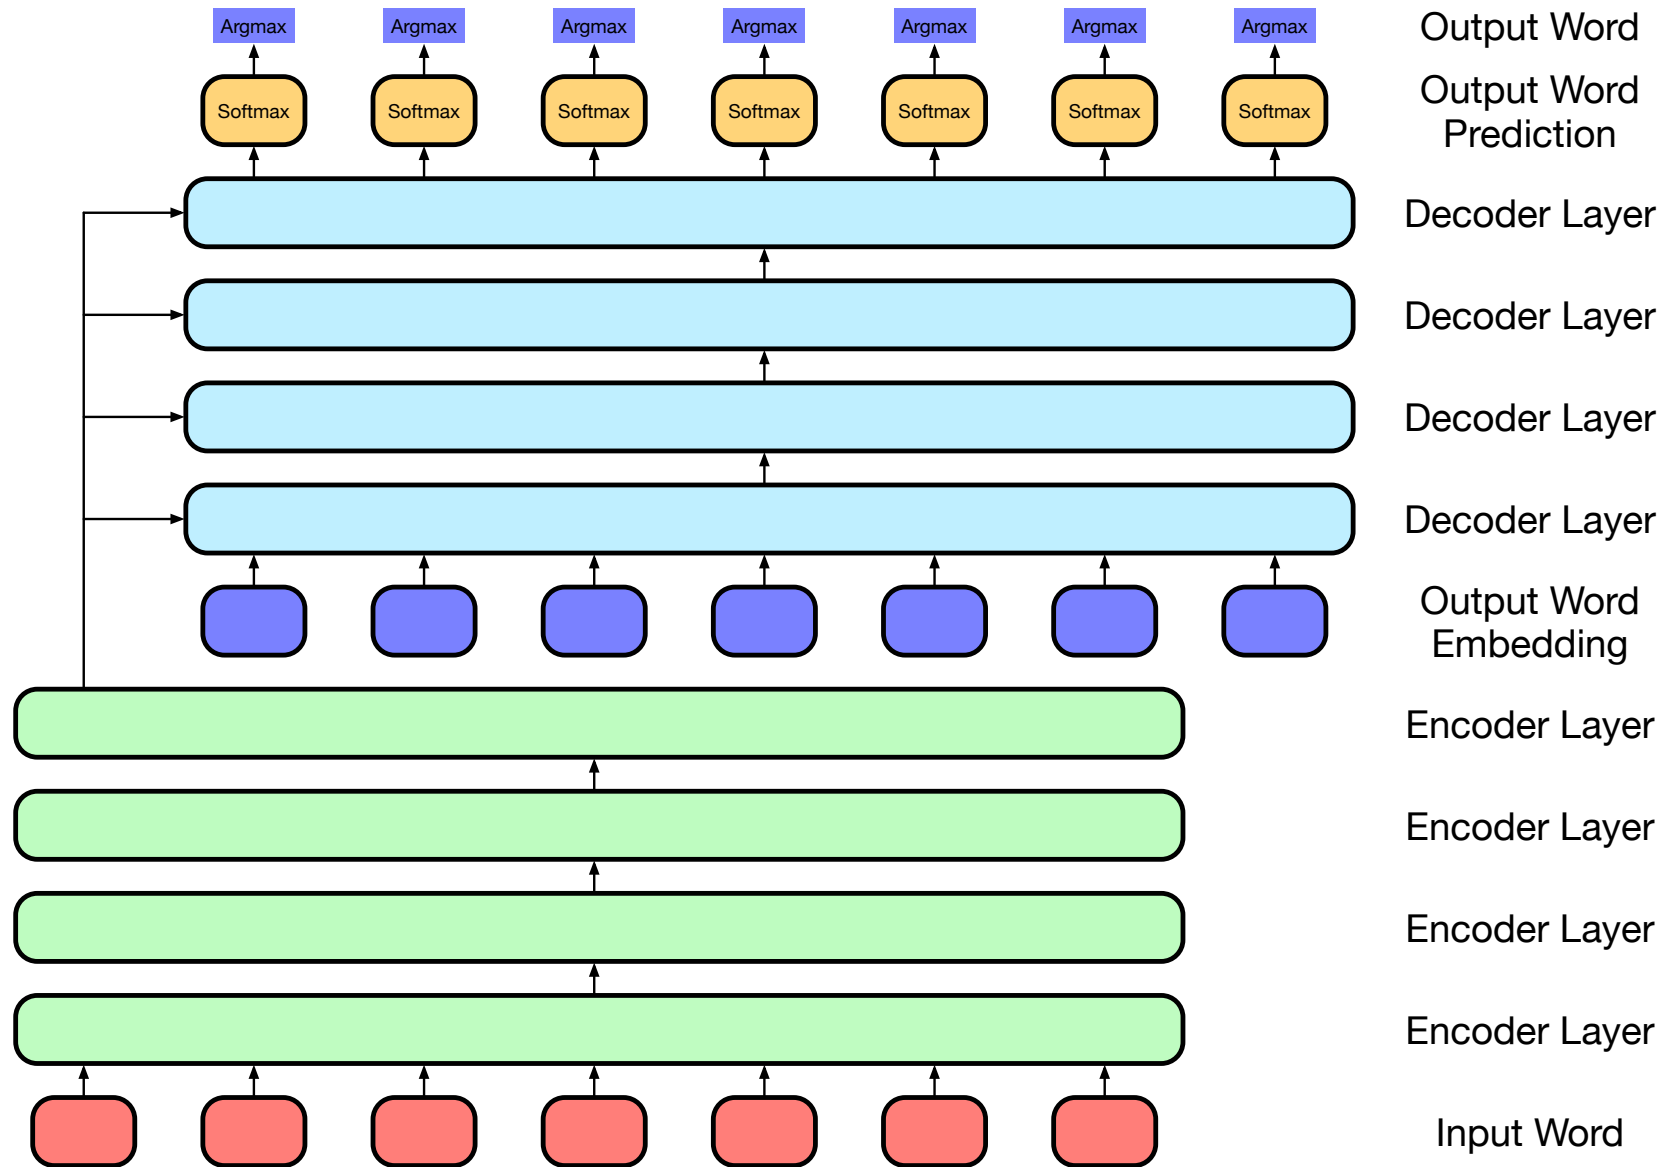 Argmax Argmax Argmax Argmax Argmax Argmax Argmax Output Word
Softmax Softmax Softmax Softmax Softmax Softmax Softmax Output Word
Prediction
Decoder Layer
Decoder Layer
Decoder Layer
Decoder Layer
Output Word
Embedding
Encoder Layer
Encoder Layer
Encoder Layer
Encoder Layer
Input Word